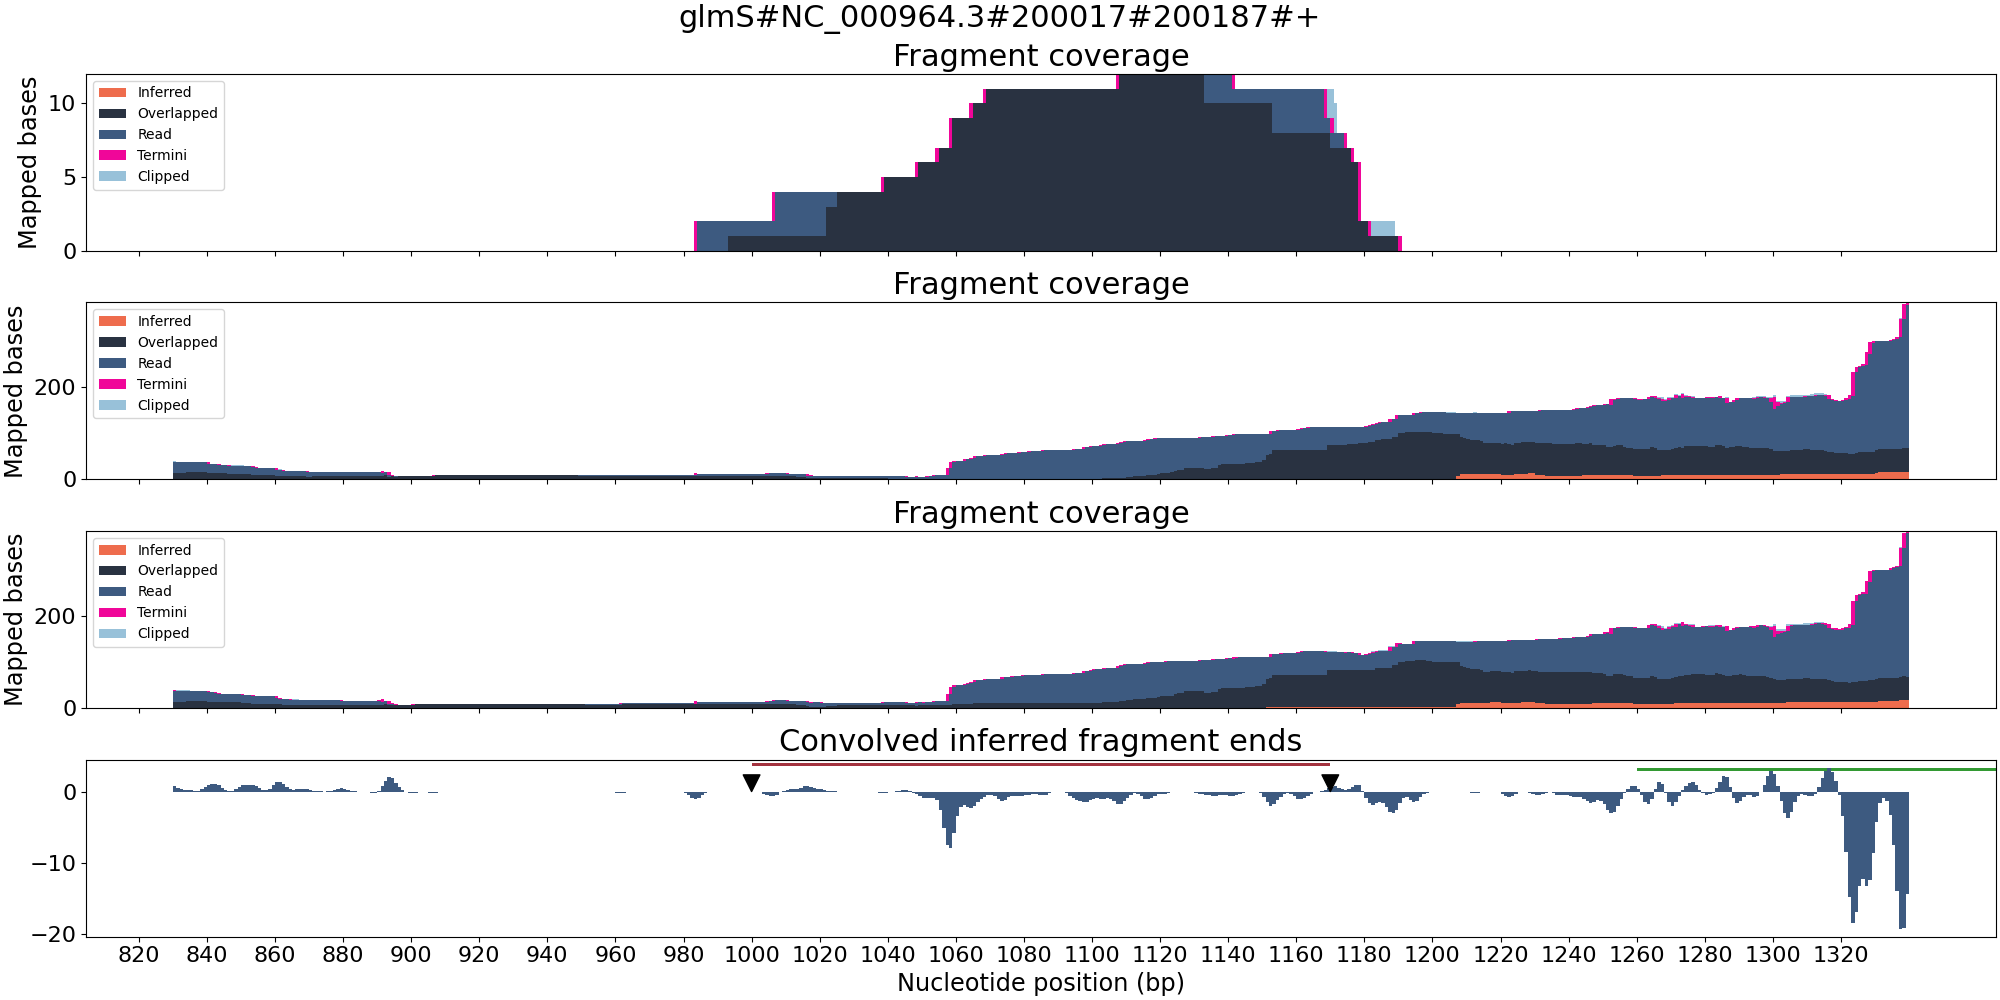 glmS#NC_000964.3#200017#200187#+
Fragment coverage
Mapped bases
10
5
0
Inferred
Overlapped
Read
Termini
Clipped
Fragment coverage
Mapped bases
200
0
Inferred
Overlapped
Read
Termini
Clipped
Fragment coverage
Mapped bases
200
0
Inferred
Overlapped
Read
Termini
Clipped
Convolved inferred fragment ends
0
−10
−20
820 840 860 880 900 920 940 960 980 1000 1020 1040 1060 1080 1100 1120 1140 1160 1180 1200 1220 1240 1260 1280 1300 1320
Nucleotide position (bp)